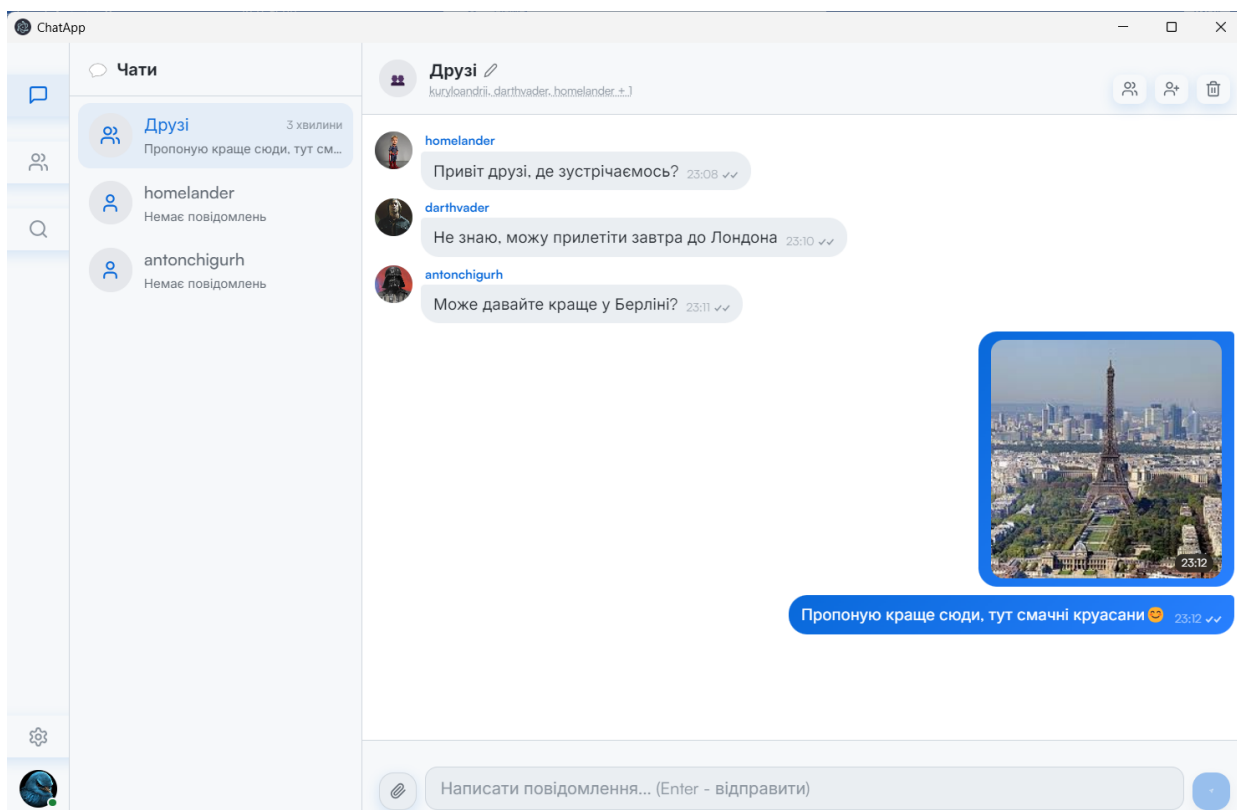 ChatApp
Чати
Друзі
3 хвилини
Пропоную краще сюди, тут см...
homelander
Немає повідомлень
antonchigurh
Немає повідомлень
Друзі
kuryloandrii, darthvader, homelander + 1
homelander
Привіт друзі, де зустрічаємось? 23:08
darthvader
Не знаю, можу прилетіти завтра до Лондона 23:10
antonchigurh
Може давайте краще у Берліні? 23:11
23:12
Пропоную краще сюди, тут смачні круасани😊 23:12
Написати повідомлення... (Enter - відправити)